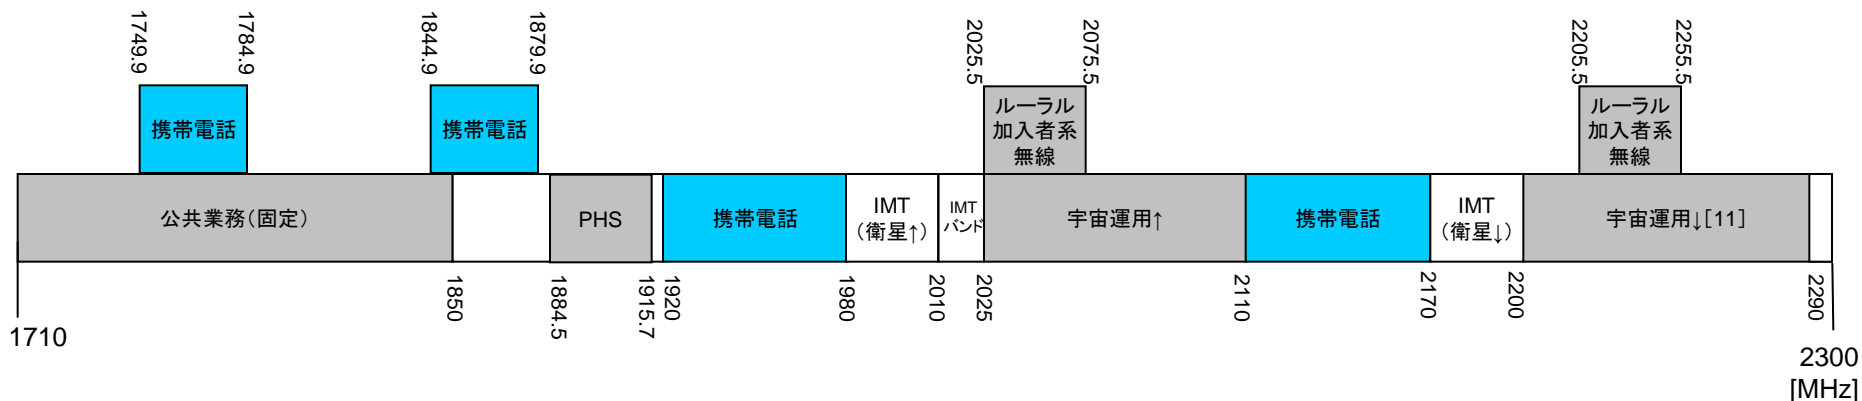 1749.9
1784.9
1844.9
1879.9
2025.5
2075.5
2205.5
2255.5
携帯電話
携帯電話
ルーラル
加入者系
無線
ルーラル
加入者系
無線
公共業務(固定)
PHS
携帯電話
IMT
(衛星↑)
IMT
バンド
宇宙運用↑
携帯電話
IMT
(衛星↓)
宇宙運用↓[11]
1710
1850
1884.5
1915.7
1920
1980
2010
2025
2110
2170
2200
2290
2300
[MHz]